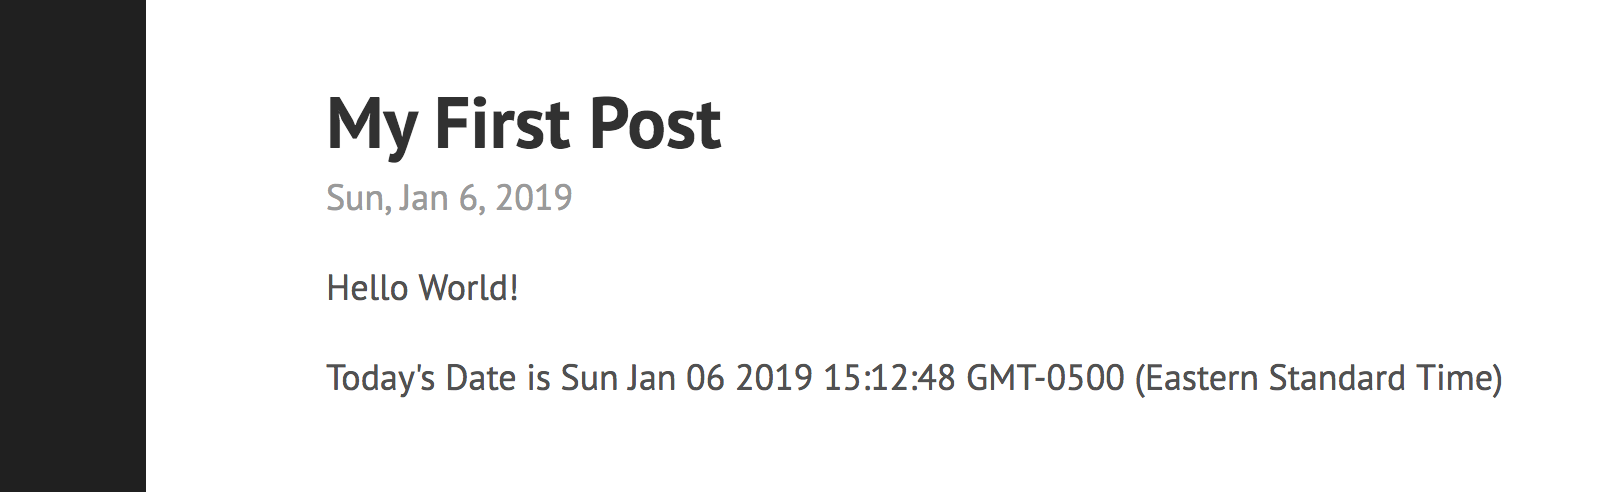 My First Post
Sun, Jan 6, 2019
Hello World!
Today's Date is Sun Jan 06 2019 15:12:48 GMT-0500 (Eastern Standard Time)